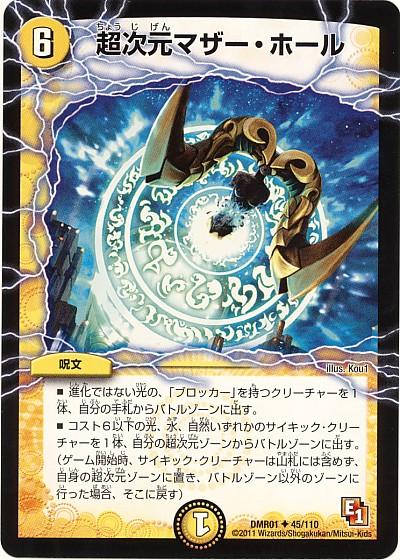 6
ちょうじげん
超次元マザー・ホール
illus. Kou1
呪文
■ 進化ではない光の、「ブロッカー」を持つクリーチャーを1
体、自分の手札からバトルゾーンに出す。
■ コスト6以下の光、水、自然いずれかのサイキック・クリー
チャーを1体、自分の超次元ゾーンからバトルゾーンに出す。
(ゲーム開始時、サイキック・クリーチャーは山札には含めず、
自身の超次元ゾーンに置き、バトルゾーン以外のゾーンに
行った場合、そこに戻す)
1
DMR01 ♦ 45/110
E1
©2011 Wizards/Shogakukan/Mitsui-Kids